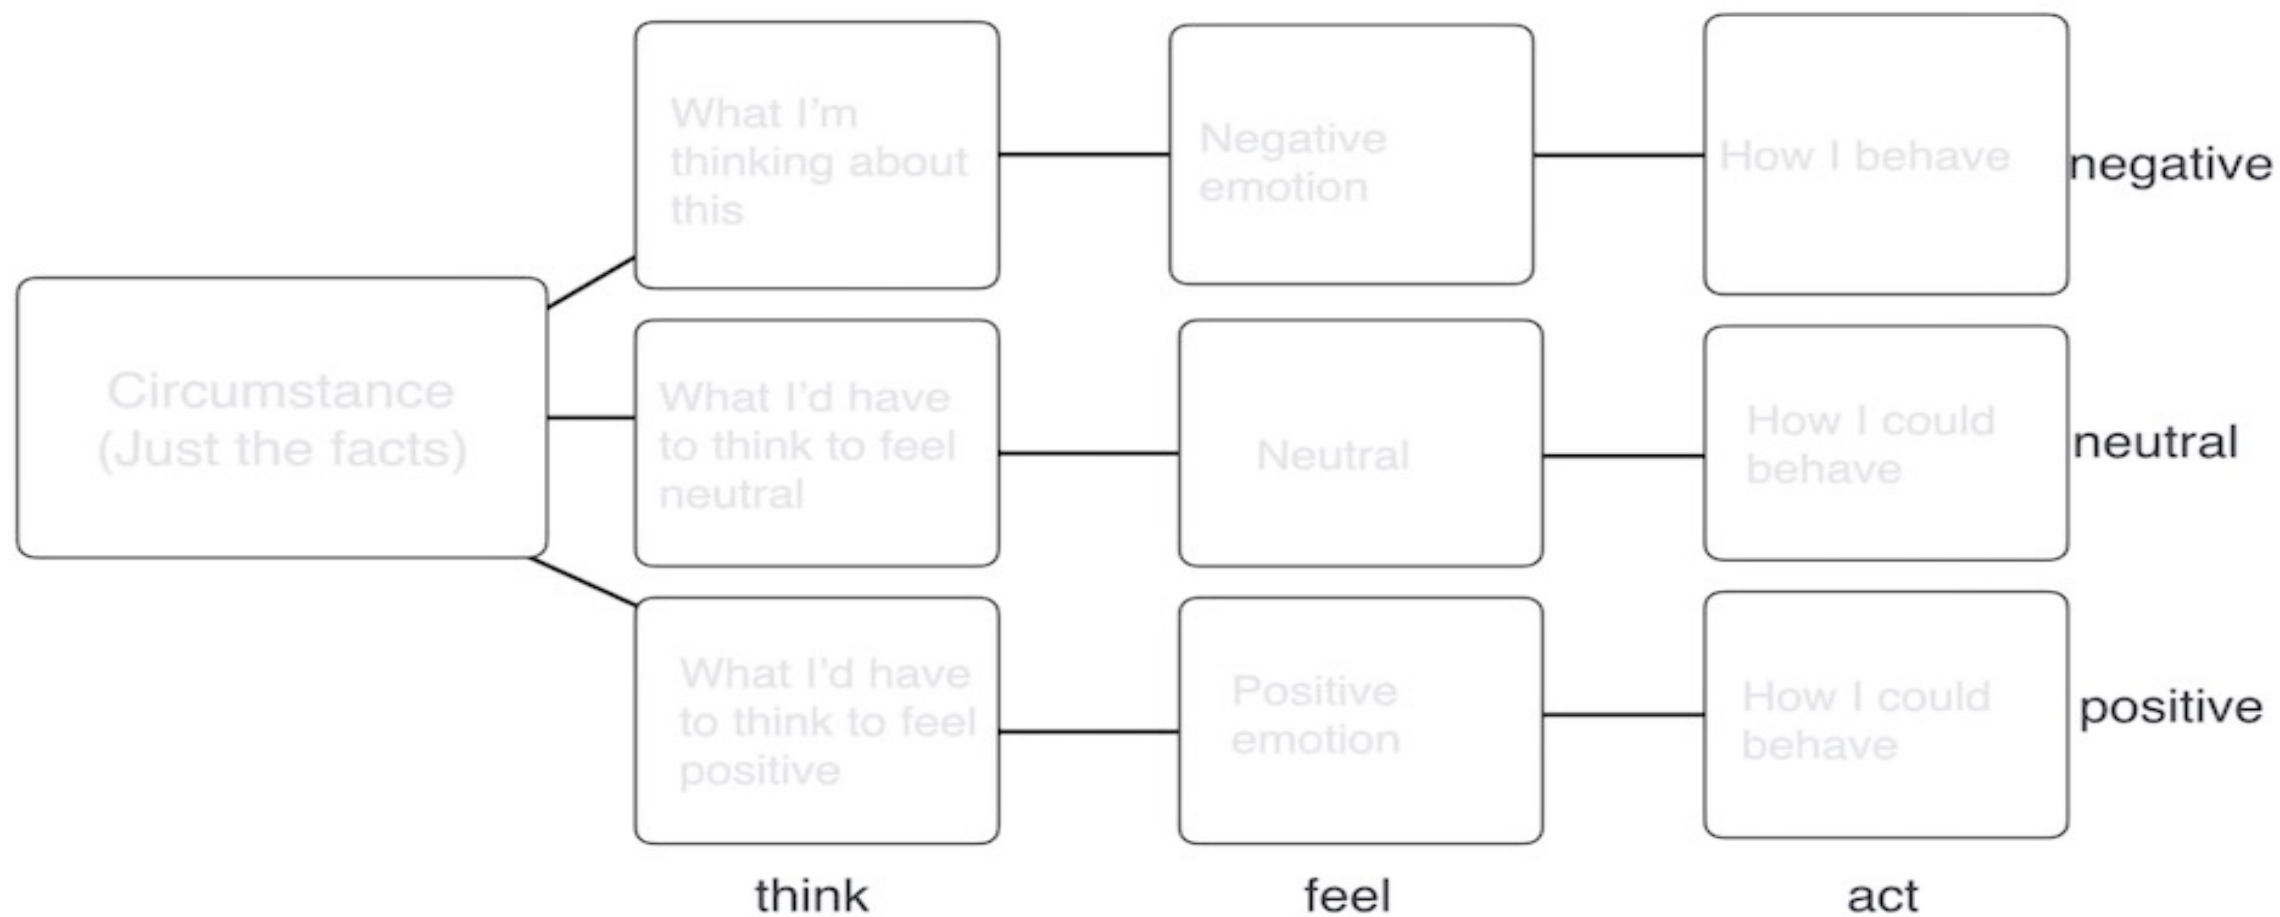 What I'm
thinking about
this
Negative
emotion
How I behave
negative
Circumstance
(Just the facts)
What I'd have
to think to feel
neutral
Neutral
How I could
behave
neutral
What I'd have
to think to feel
positive
Positive
emotion
How I could
behave
positive
think
feel
act